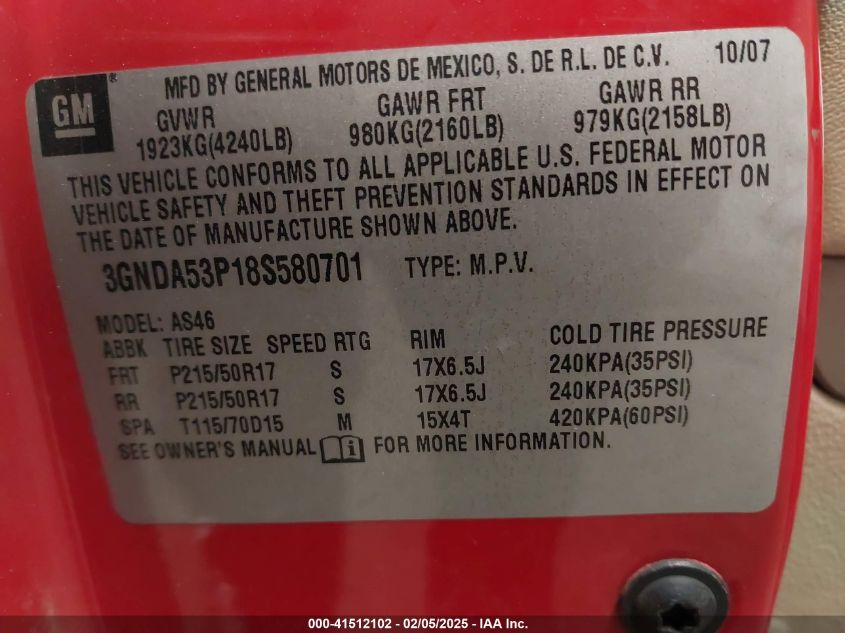 MFD BY GENERAL MOTORS DE MEXICO, S. DE R.L. DE C.V. 10/07
GM®
GVWR GAWR FRT GAWR RR
1923KG(4240LB) 980KG(2160LB) 979KG(2158LB)
THIS VEHICLE CONFORMS TO ALL APPLICABLE U.S. FEDERAL MOTOR
VEHICLE SAFETY AND THEFT PREVENTION STANDARDS IN EFFECT ON
THE DATE OF MANUFACTURE SHOWN ABOVE.
3GNDA53P18S580701 TYPE: M.P.V.
MODEL: AS46
ABBK TIRE SIZE SPEED RTG RIM COLD TIRE PRESSURE
FRT P215/50R17 S 17X6.5J 240KPA(35PSI)
RR P215/50R17 S 17X6.5J 240KPA(35PSI)
SPA T115/70D15 M 15X4T 420KPA(60PSI)
SEE OWNER'S MANUAL i FOR MORE INFORMATION.
000-41512102 - 02/05/2025 - IAA Inc.